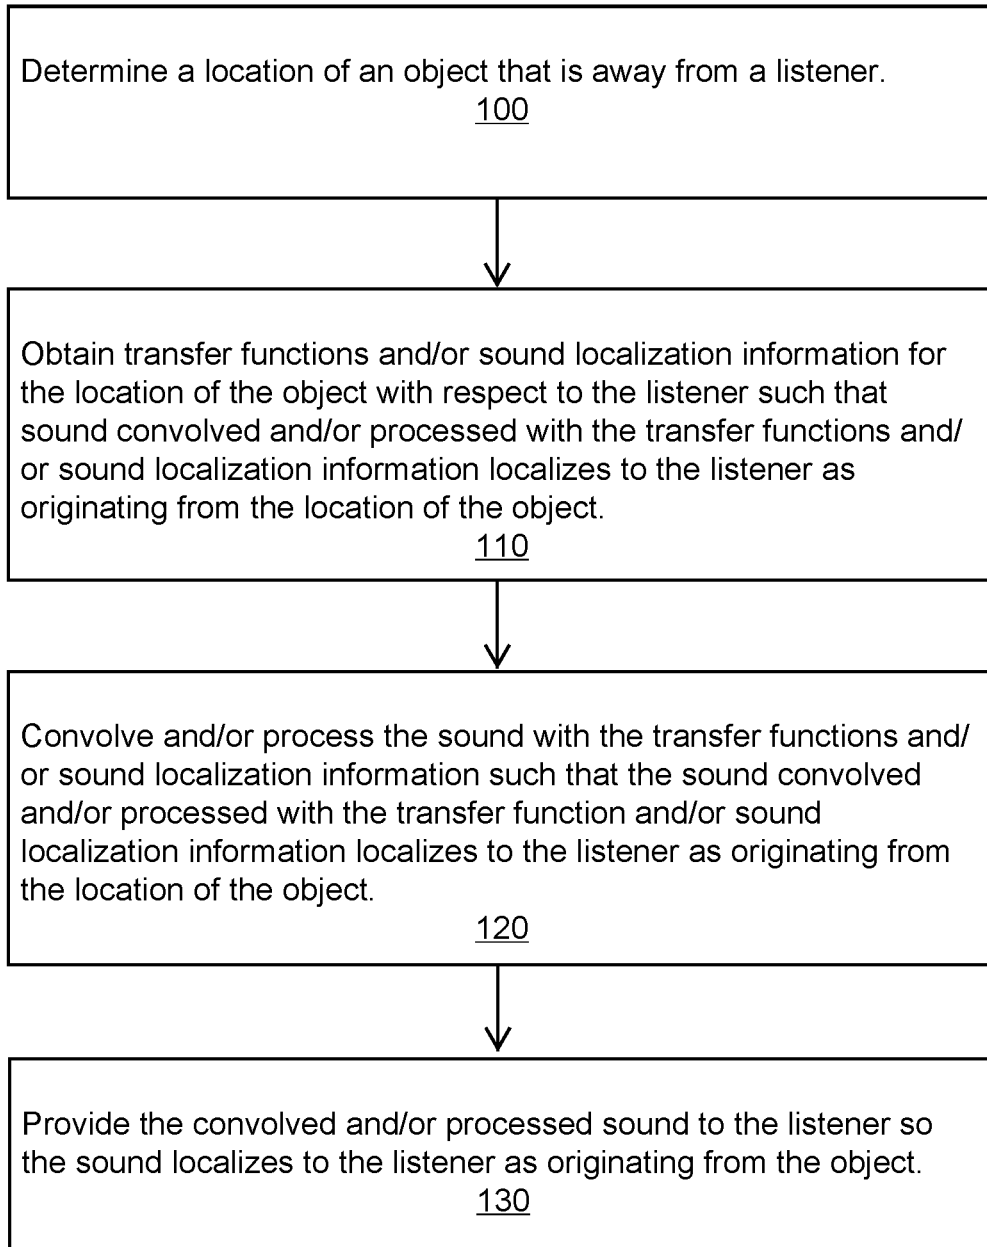 Determine a location of an object that is away from a listener.
100
Obtain transfer functions and/or sound localization information for
the location of the object with respect to the listener such that
sound convolved and/or processed with the transfer functions and/
or sound localization information localizes to the listener as
originating from the location of the object.
110
Convolve and/or process the sound with the transfer functions and/
or sound localization information such that the sound convolved
and/or processed with the transfer function and/or sound
localization information localizes to the listener as originating from
the location of the object.
120
Provide the convolved and/or processed sound to the listener so
the sound localizes to the listener as originating from the object.
130